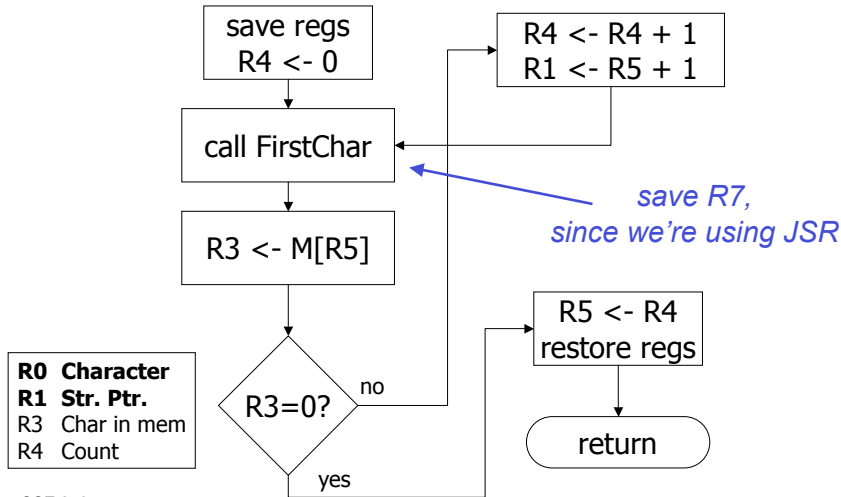 save regs
R4 <- 0
R4 <- R4 + 1
R1 <- R5 + 1
call FirstChar
save R7,
since we're using JSR
R3 <- M[R5]
R5 <- R4
restore regs
R0 Character
R1 Str. Ptr.
R3 Char in mem
R4 Count
R3=0?
no
return
yes